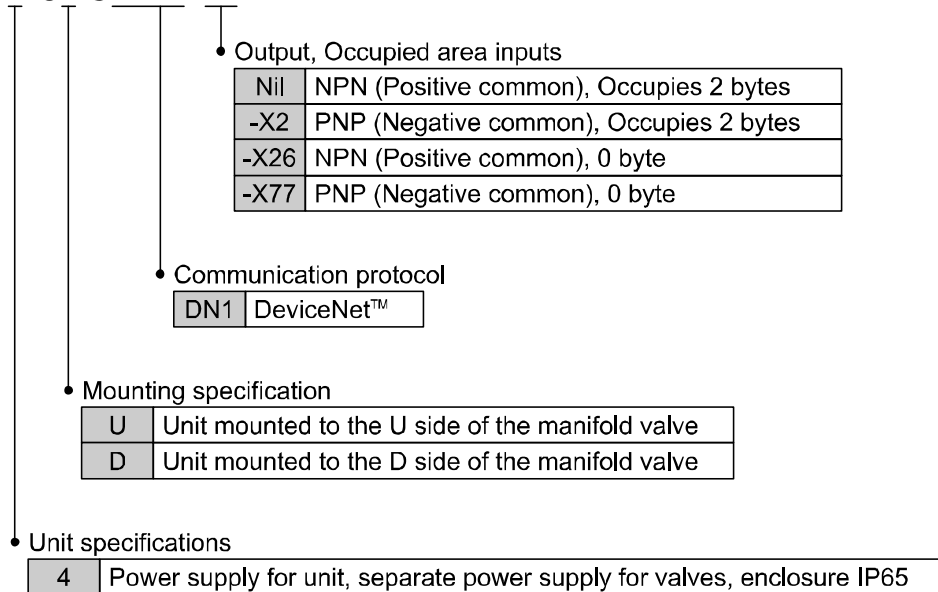 Output, Occupied area inputs
Nil NPN (Positive common), Occupies 2 bytes
-X2 PNP (Negative common), Occupies 2 bytes
-X26 NPN (Positive common), 0 byte
-X77 PNP (Negative common), 0 byte
Communication protocol
DN1 DeviceNet™
Mounting specification
U Unit mounted to the U side of the manifold valve
D Unit mounted to the D side of the manifold valve
Unit specifications
4 Power supply for unit, separate power supply for valves, enclosure IP65